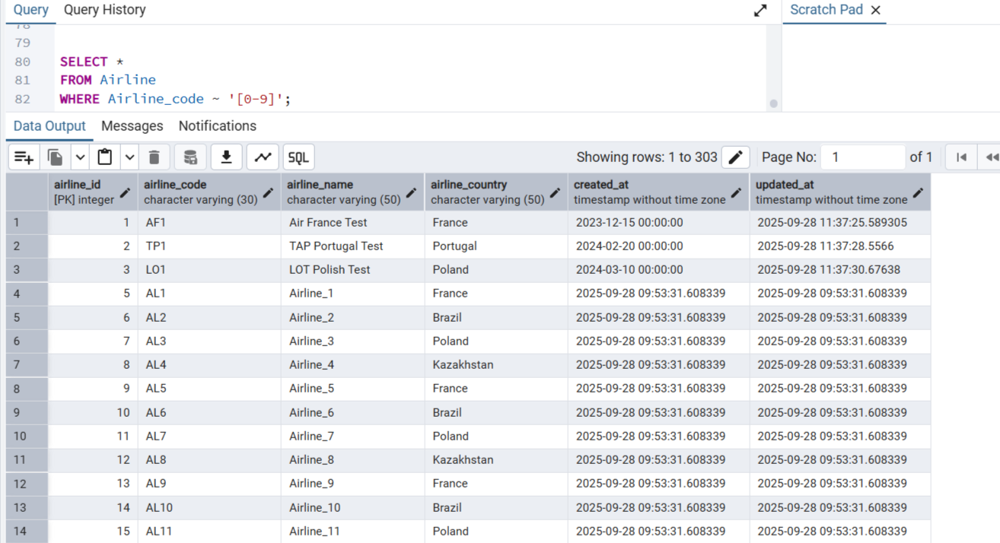 Query Query History Scratch Pad
78
79
80 SELECT *
81 FROM Airline
82 WHERE Airline_code ~ '[0-9]';
Data Output Messages Notifications
SQL Showing rows: 1 to 303 Page No: 1 of 1
airline_id airline_code airline_name airline_country created_at updated_at
[PK] integer character varying (30) character varying (50) character varying (50) timestamp without time zone timestamp without time zone
1 1 AF1 Air France Test France 2023-12-15 00:00:00 2025-09-28 11:37:25.589305
2 2 TP1 TAP Portugal Test Portugal 2024-02-20 00:00:00 2025-09-28 11:37:28.5566
3 3 LO1 LOT Polish Test Poland 2024-03-10 00:00:00 2025-09-28 11:37:30.67638
4 5 AL1 Airline_1 France 2025-09-28 09:53:31.608339 2025-09-28 09:53:31.608339
5 6 AL2 Airline_2 Brazil 2025-09-28 09:53:31.608339 2025-09-28 09:53:31.608339
6 7 AL3 Airline_3 Poland 2025-09-28 09:53:31.608339 2025-09-28 09:53:31.608339
7 8 AL4 Airline_4 Kazakhstan 2025-09-28 09:53:31.608339 2025-09-28 09:53:31.608339
8 9 AL5 Airline_5 France 2025-09-28 09:53:31.608339 2025-09-28 09:53:31.608339
9 10 AL6 Airline_6 Brazil 2025-09-28 09:53:31.608339 2025-09-28 09:53:31.608339
10 11 AL7 Airline_7 Poland 2025-09-28 09:53:31.608339 2025-09-28 09:53:31.608339
11 12 AL8 Airline_8 Kazakhstan 2025-09-28 09:53:31.608339 2025-09-28 09:53:31.608339
12 13 AL9 Airline_9 France 2025-09-28 09:53:31.608339 2025-09-28 09:53:31.608339
13 14 AL10 Airline_10 Brazil 2025-09-28 09:53:31.608339 2025-09-28 09:53:31.608339
14 15 AL11 Airline_11 Poland 2025-09-28 09:53:31.608339 2025-09-28 09:53:31.608339